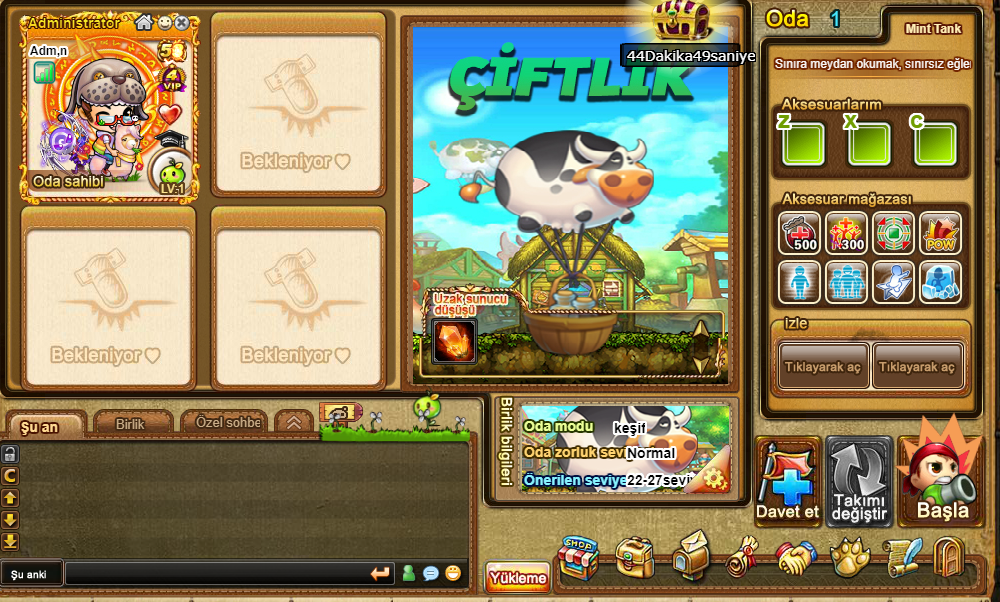 Administrator
Adm,n
58
4
VIP
Oda sahibi
LV:1
Bekleniyor
Bekleniyor
Bekleniyor
ÇİFTLİK
44Dakika49saniye
Uzak sunucu
düşüşü
Oda 1
Mint Tank
Sınıra meydan okumak, sınırsız eğle
Aksesuarlarım
Z
X
C
Aksesuar mağazası
500
300
POW
İzle
Tıklayarak aç
Tıklayarak aç
Şu an
Birlik
Özel sohbe
Birlik bilgileri
Oda modu keşif
Oda zorluk sevi Normal
Önerilen seviye 22-27sevi
Davet et
Takımı
değiştir
Başla
C
Şu anki
Yükleme
SHOP